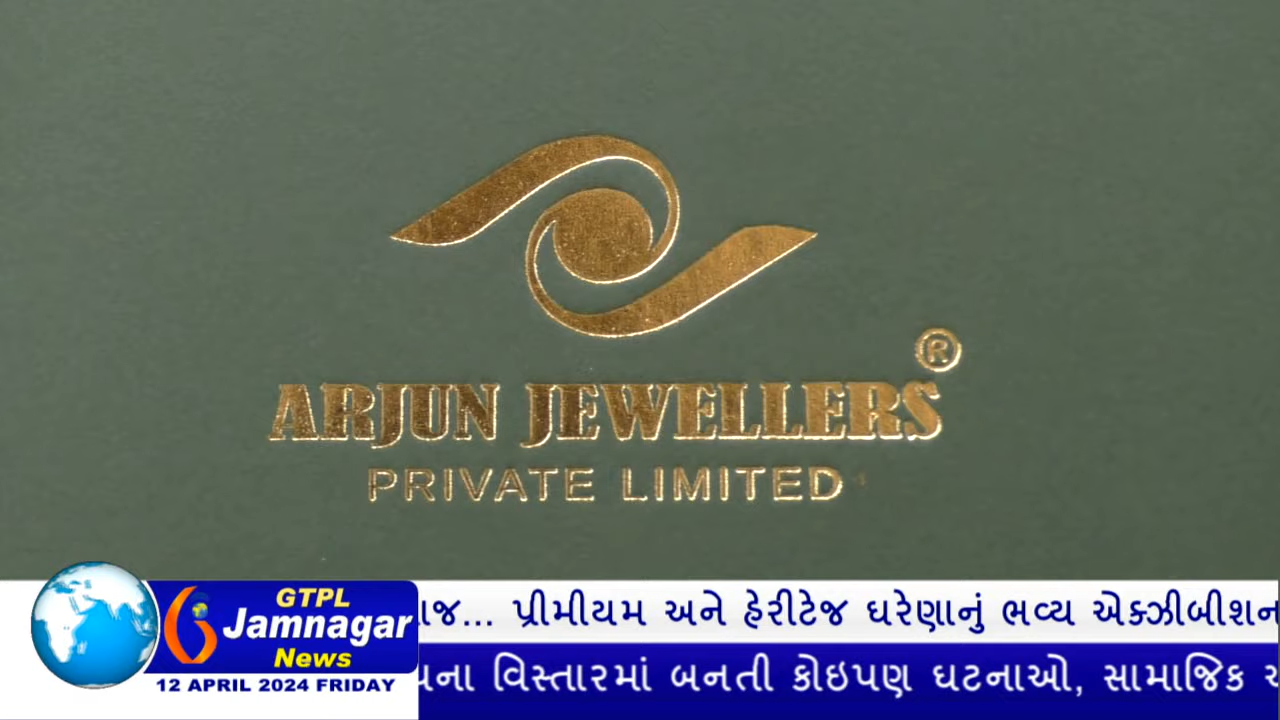 ®
ARJUN JEWELLERS
PRIVATE LIMITED
GTPL
Jamnagar
News
12 APRIL 2024 FRIDAY
પ્રીમીયમ અને હેરીટેજ ઘરેણાનું ભવ્ય એક્ઝીબીશન
વિસ્તારમાં બનતી કોઇપણ ઘટનાઓ, સામાજિક